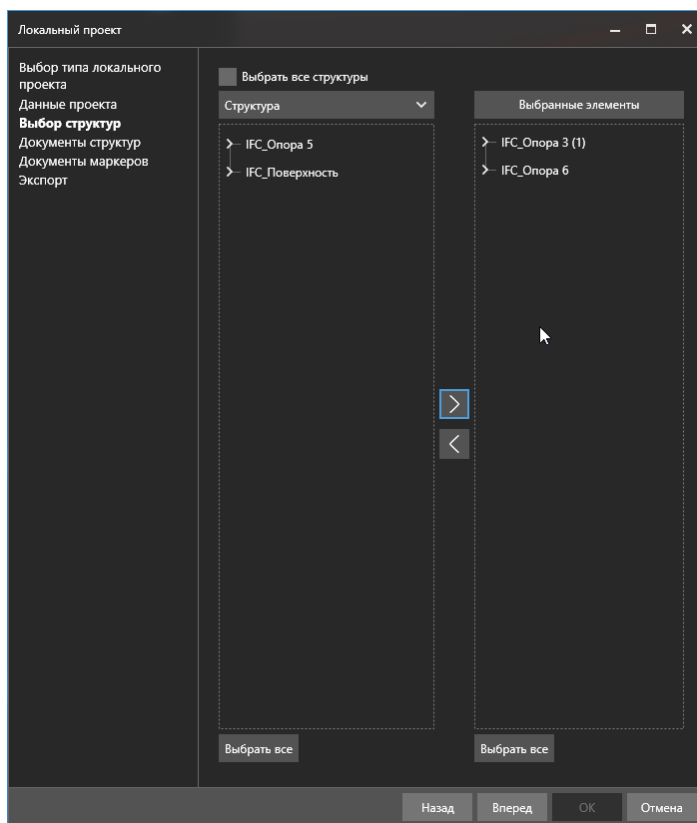 Локальный проект
Выбор типа локального
проекта
Данные проекта
Выбор структур
Документы структур
Документы маркеров
Экспорт
Выбрать все структуры
Структура
IFC_Опора 5
IFC_Поверхность
Выбранные элементы
IFC_Опора 3 (1)
IFC_Опора 6
Выбрать все
Выбрать все
Назад
Вперед
ОК
Отмена